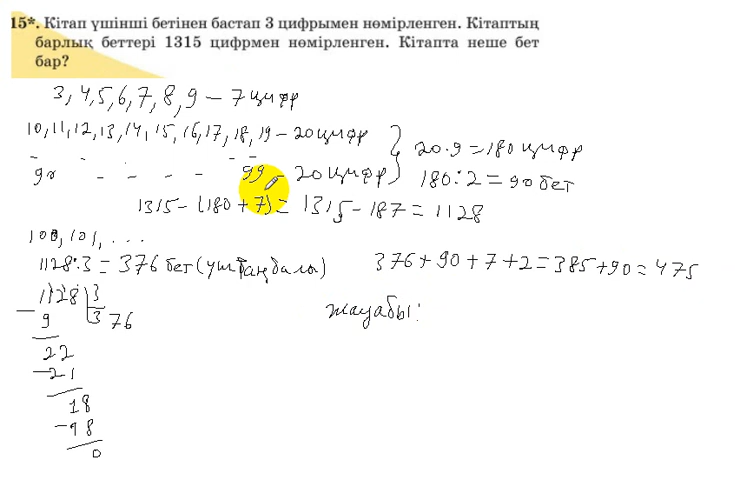 15*. Кітап үшінші бетінен бастап 3 цифрымен нөмірленген. Кітаптың
барлық беттері 1315 цифрмен нөмірленген. Кітапта неше бет
бар?
3, 4, 5, 6, 7, 8, 9 – 7 цифр
10, 11, 12, 13, 14, 15, 16, 17, 18, 19 – 20 цифр
20 · 9 = 180 цифр
99 – 20 цифр
180 : 2 = 90 бет
1315 – (180 + 7) = 1315 – 187 = 1128
100, 101, ...
1128 : 3 = 376 бет (үш таңбалы)
376 + 90 + 7 + 2 = 385 + 90 = 475
1128 3
– 9 376
22
– 21
18
– 18
0
жауабы: